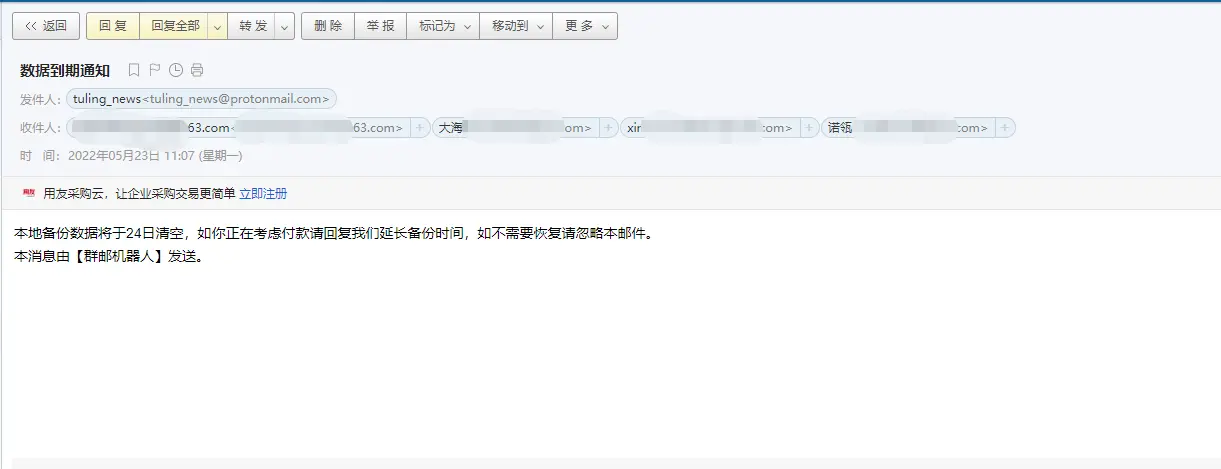 << 返回 回复 回复全部 转发 删除 举报 标记为 移动到 更多
数据到期通知
发件人： tuling_news<tuling_news@protonmail.com>
收件人： 63.com< 63.com> 大海 om> xir .com> 诺瓴 com>
时 间： 2022年05月23日 11:07 (星期一)
用友 用友采购云，让企业采购交易更简单 立即注册
本地备份数据将于24日清空，如你正在考虑付款请回复我们延长备份时间，如不需要恢复请忽略本邮件。
本消息由【群邮机器人】发送。